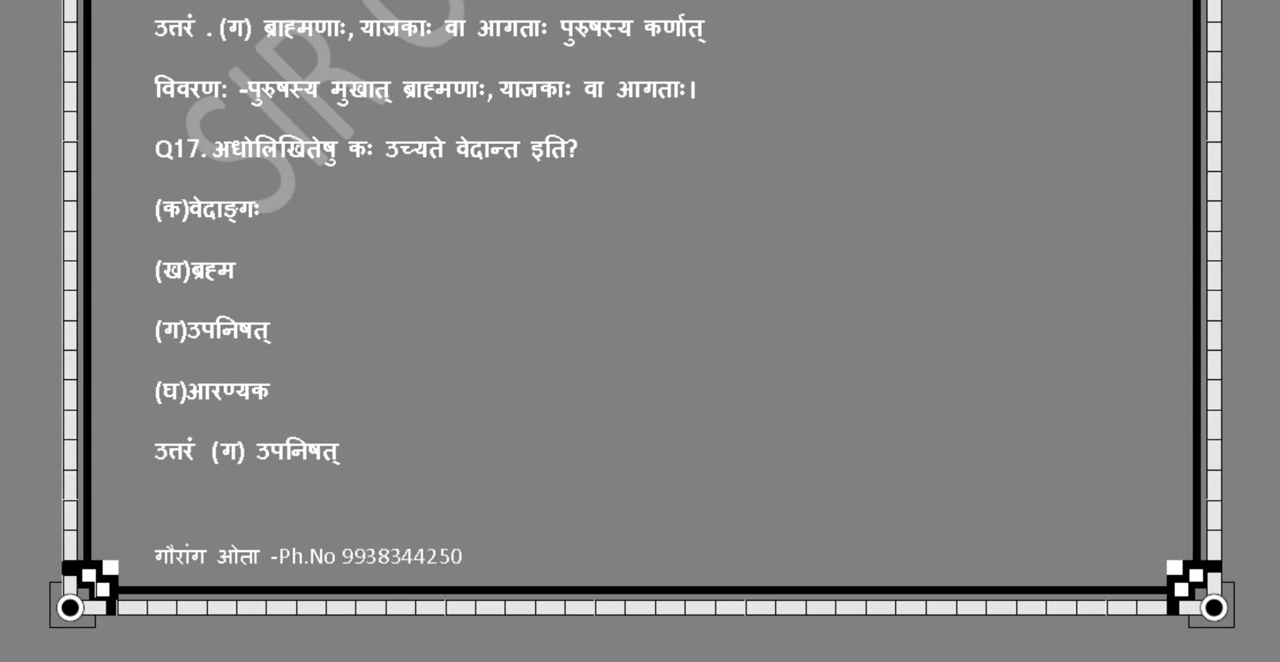 उत्तरं . (ग) ब्राह्मणाः, याजकाः वा आगताः पुरुषस्य कर्णात्
विवरण: -पुरुषस्य मुखात् ब्राह्मणाः, याजकाः वा आगताः।
Q17. अधोलिखितेषु कः उच्यते वेदान्त इति?
(क)वेदाङ्गः
(ख)ब्रह्म
(ग)उपनिषत्
(घ)आरण्यक
उत्तरं (ग) उपनिषत्
गौरांग ओता -Ph.No 9938344250